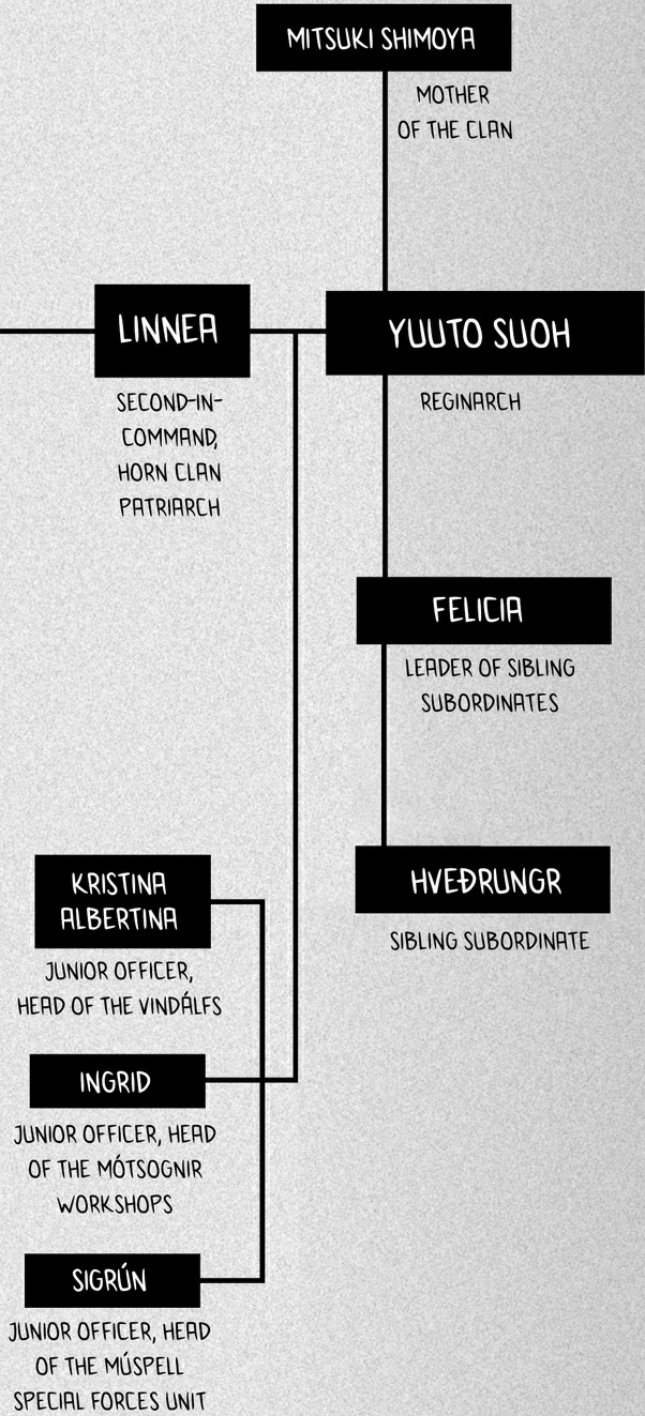 MITSUKI SHIMOYA
MOTHER
OF THE CLAN
LINNEA
SECOND-IN-
COMMAND,
HORN CLAN
PATRIARCH
YUUTO SUOH
REGINARCH
FELICIA
LEADER OF SIBLING
SUBORDINATES
HVEÐRUNGR
SIBLING SUBORDINATE
KRISTINA
ALBERTINA
JUNIOR OFFICER,
HEAD OF THE VINDÁLFS
INGRID
JUNIOR OFFICER, HEAD
OF THE MÓTSOGNIR
WORKSHOPS
SIGRÚN
JUNIOR OFFICER, HEAD
OF THE MÚSPELL
SPECIAL FORCES UNIT